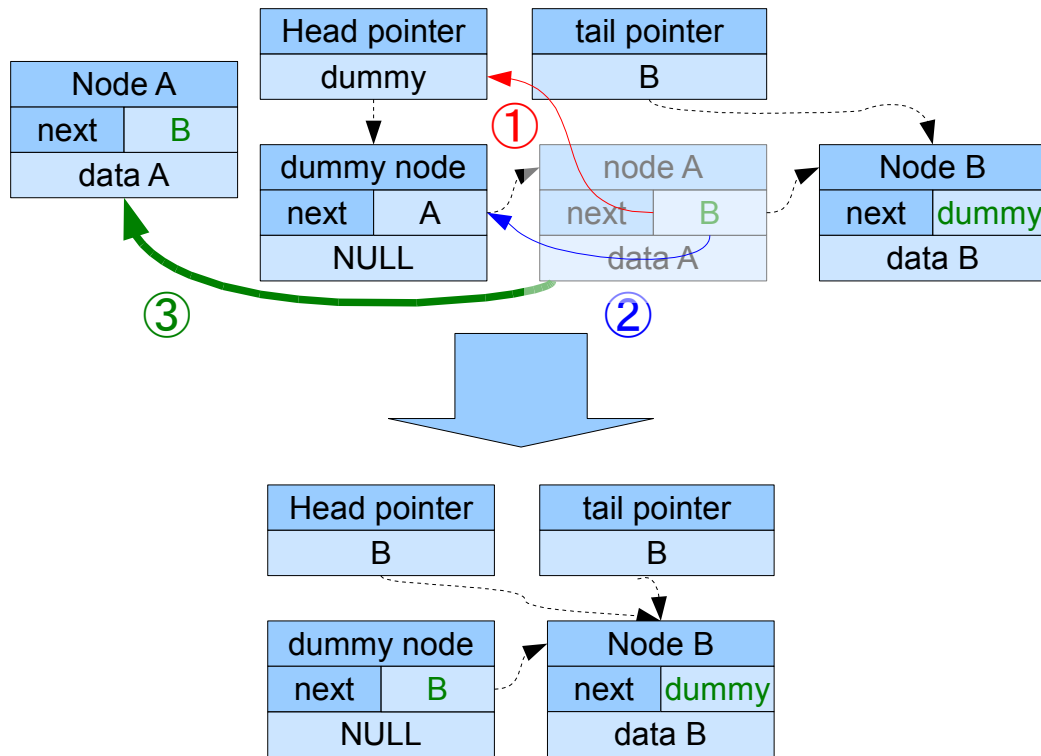 Head pointer
dummy
tail pointer
B
Node A
next B
data A
①
dummy node
next A
NULL
node A
next B
data A
Node B
next dummy
data B
③
②
Head pointer
B
tail pointer
B
dummy node
next B
NULL
Node B
next dummy
data B